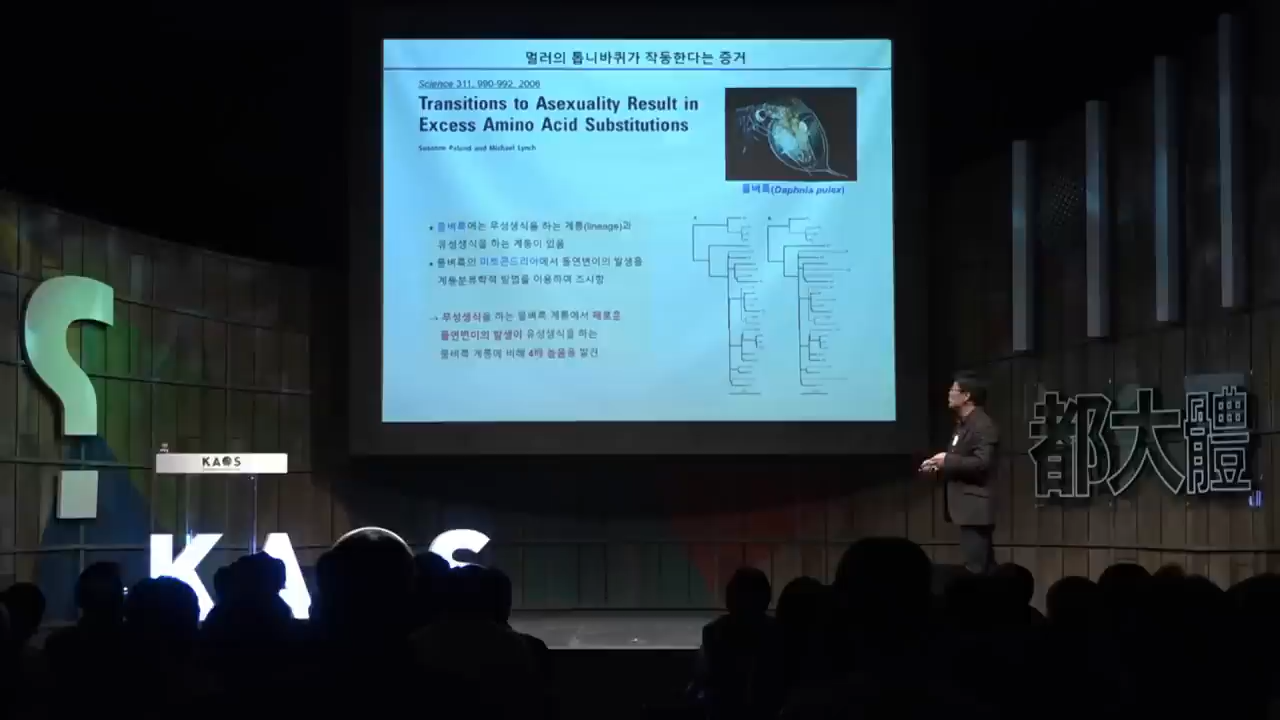 멀러의 톱니바퀴가 작동한다는 증거
Science 311, 990-992, 2006
Transitions to Asexuality Result in
Excess Amino Acid Substitutions
Susanne Paland and Michael Lynch
물벼룩(Daphnia pulex)
• 물벼룩에는 무성생식을 하는 계통(lineage)과
유성생식을 하는 계통이 있음
• 물벼룩의 미토콘드리아에서 돌연변이의 발생을
계통분류학적 방법을 이용하여 조사함
→ 무성생식을 하는 물벼룩 계통에서 해로운
돌연변이의 발생이 유성생식을 하는
물벼룩 계통에 비해 4배 높음을 발견
KAOS
KAOS
都大體